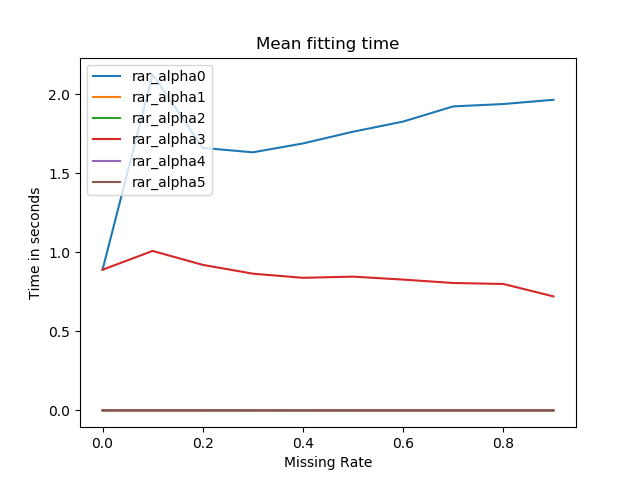 Mean fitting time
rar_alpha0
rar_alpha1
rar_alpha2
rar_alpha3
rar_alpha4
rar_alpha5
Time in seconds
2.0
1.5
1.0
0.5
0.0
0.0 0.2 0.4 0.6 0.8
Missing Rate